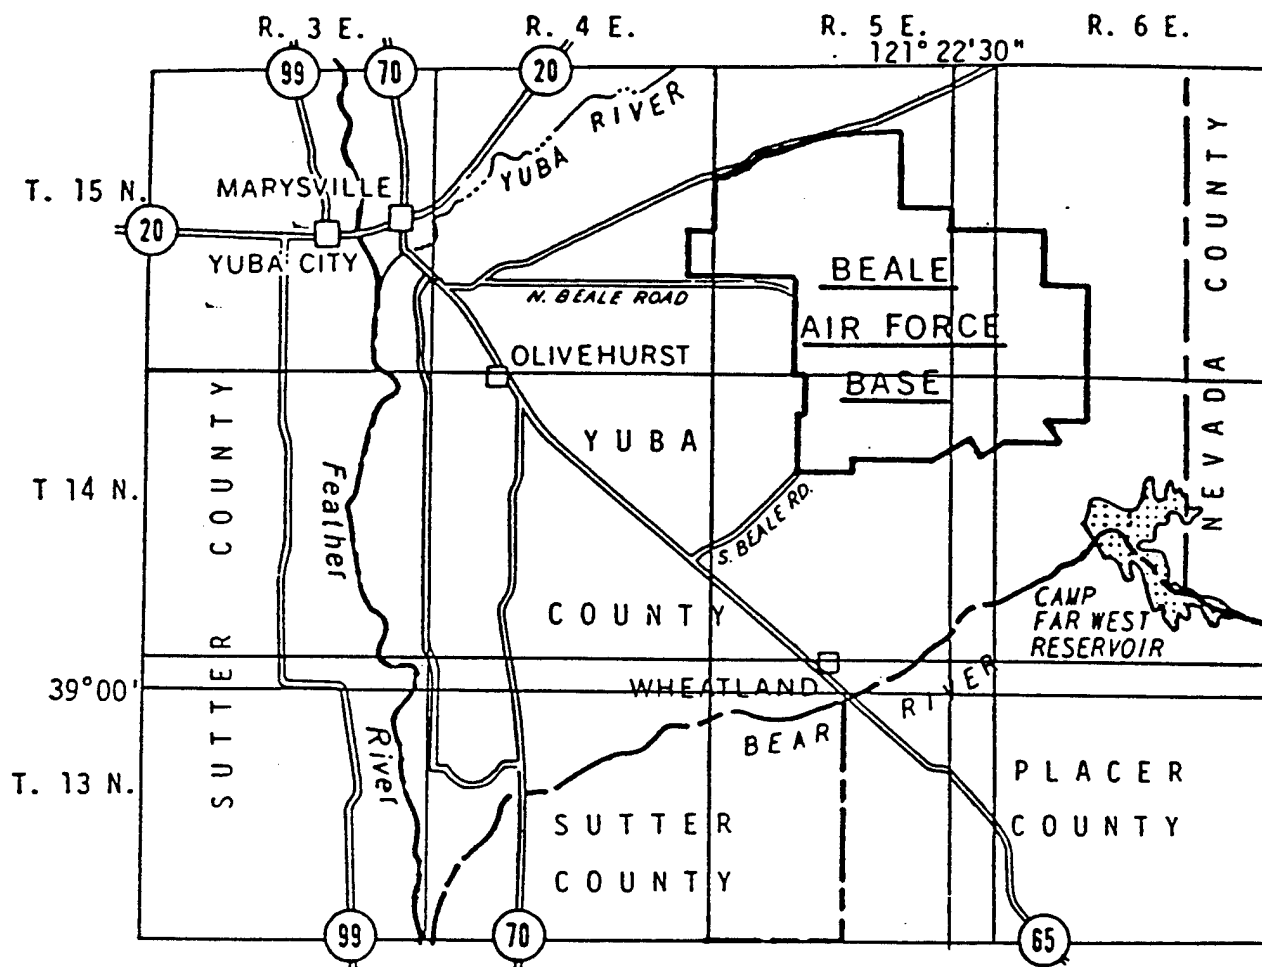 R. 3 E.
R. 4 E.
R. 5 E.
R. 6 E.
121° 22'30"
99
70
20
YUBA RIVER
T. 15 N.
MARYSVILLE
20
YUBA CITY
N. BEALE ROAD
BEALE
AIR FORCE
BASE
OLIVEHURST
NEVADA COUNTY
YUBA
COUNTY
T 14 N.
SUTTER COUNTY
Feather
River
S. BEALE RD.
CAMP
FAR WEST
RESERVOIR
39°00'
WHEATLAND
BEAR RIVER
T. 13 N.
SUTTER
COUNTY
PLACER
COUNTY
99
70
65